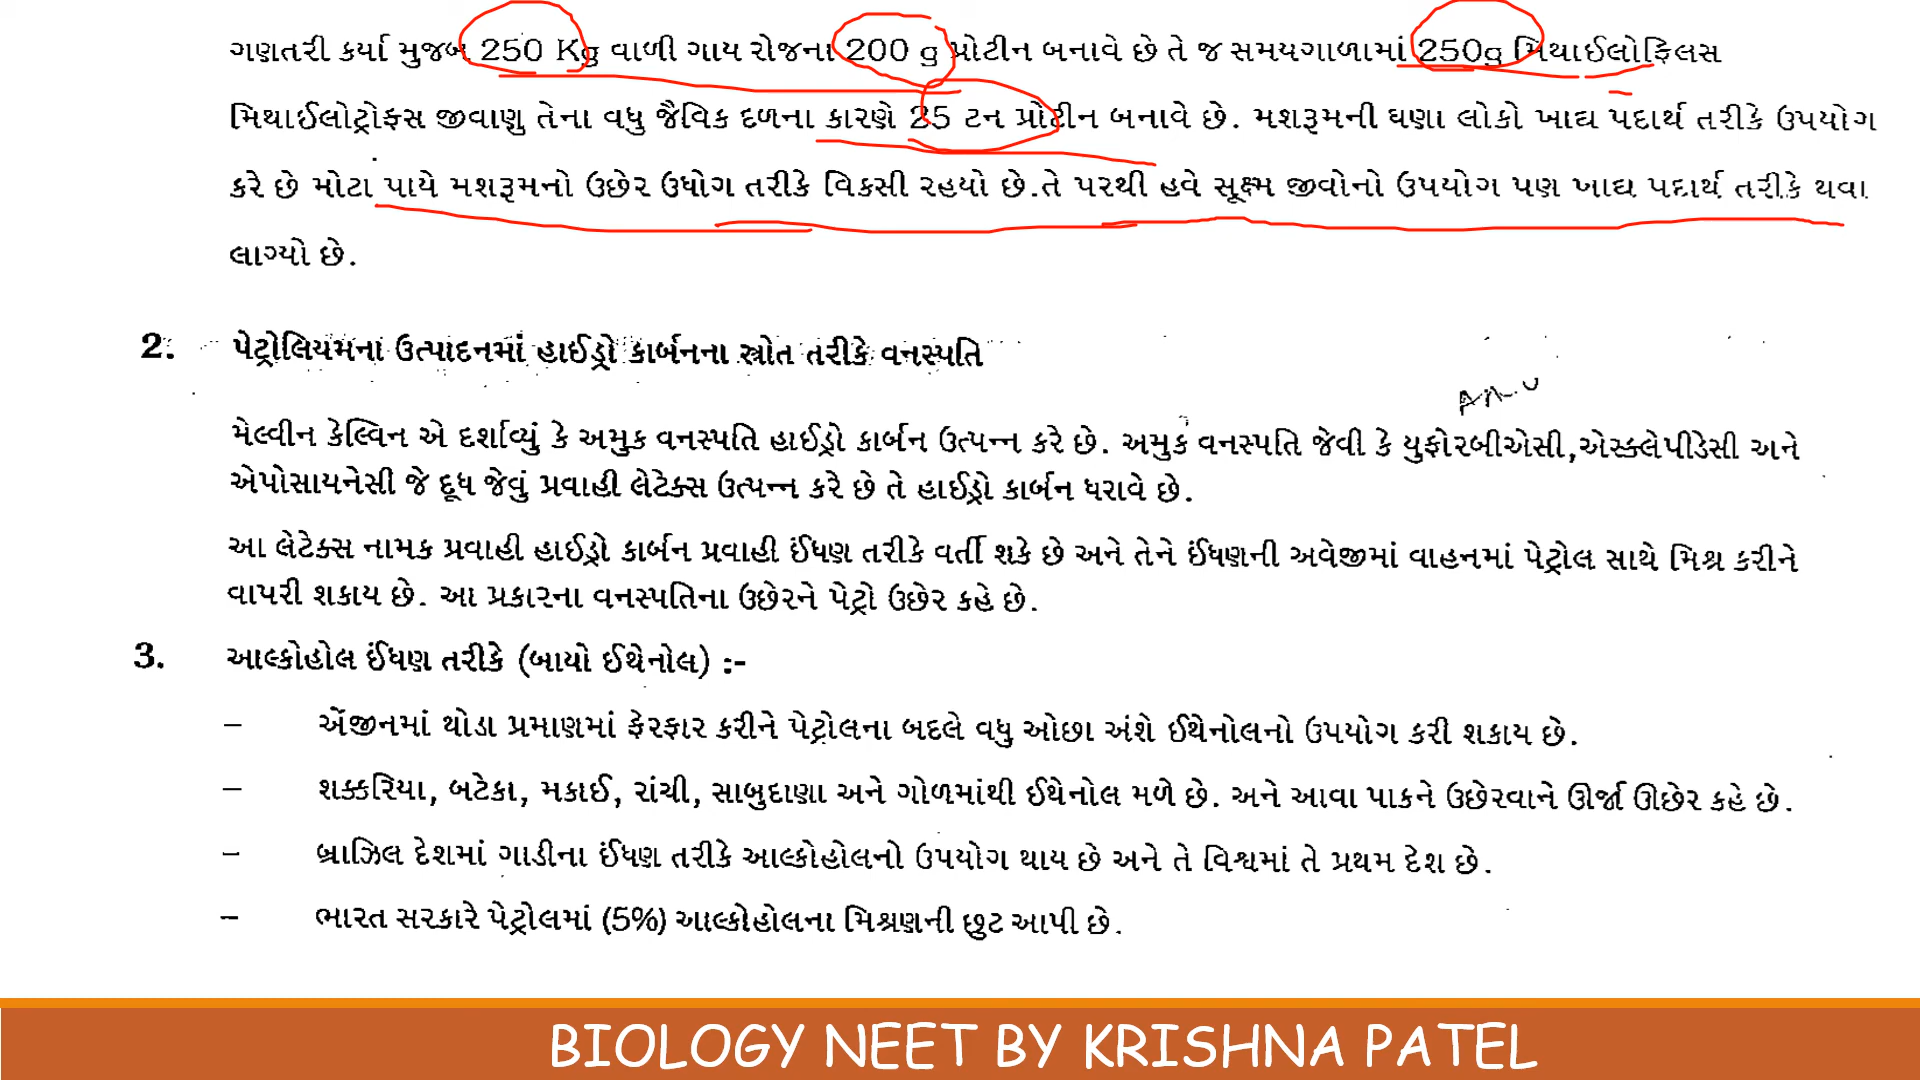 ગણતરી કર્યા મુજબ 250 Kg વાળી ગાય રોજના 200 g પ્રોટીન બનાવે છે તે જ સમયગાળામાં 250g મિથાઈલોફિલસ
મિથાઈલોટ્રોફસ જીવાણુ તેના વધુ જૈવિક દળના કારણે 25 ટન પ્રોટીન બનાવે છે. મશરૂમની ઘણા લોકો ખાદ્ય પદાર્થ તરીકે ઉપયોગ
કરે છે મોટા પાયે મશરૂમનો ઉછેર ઉધોગ તરીકે વિકસી રહયો છે.તે પરથી હવે સૂક્ષ્મ જીવોનો ઉપયોગ પણ ખાદ્ય પદાર્થ તરીકે થવા
લાગ્યો છે.
2. પેટ્રોલિયમના ઉત્પાદનમાં હાઈડ્રો કાર્બનના સ્રોત તરીકે વનસ્પતિ
મેલ્વીન કેલ્વિન એ દર્શાવ્યું કે અમુક વનસ્પતિ હાઈડ્રો કાર્બન ઉત્પન્ન કરે છે. અમુક વનસ્પતિ જેવી કે યુફોરબીએસી,એસ્ક્લેપીડેસી અને
એપોસાયનેસી જે દૂધ જેવું પ્રવાહી લેટેક્સ ઉત્પન્ન કરે છે તે હાઈડ્રો કાર્બન ધરાવે છે.
આ લેટેક્સ નામક પ્રવાહી હાઈડ્રો કાર્બન પ્રવાહી ઈંધણ તરીકે વર્તી શકે છે અને તેને ઈંધણની અવેજીમાં વાહનમાં પેટ્રોલ સાથે મિશ્ર કરીને
વાપરી શકાય છે. આ પ્રકારના વનસ્પતિના ઉછેરને પેટ્રો ઉછેર કહે છે.
3. આલ્કોહોલ ઈંધણ તરીકે (બાયો ઈથેનોલ) :-
– એંજીનમાં થોડા પ્રમાણમાં ફેરફાર કરીને પેટ્રોલના બદલે વધુ ઓછા અંશે ઈથેનોલનો ઉપયોગ કરી શકાય છે.
– શક્કરિયા, બટેકા, મકાઈ, રાંચી, સાબુદાણા અને ગોળમાંથી ઈથેનોલ મળે છે. અને આવા પાકને ઉછેરવાને ઊર્જા ઊછેર કહે છે.
– બ્રાઝિલ દેશમાં ગાડીના ઈંધણ તરીકે આલ્કોહોલનો ઉપયોગ થાય છે અને તે વિશ્વમાં તે પ્રથમ દેશ છે.
– ભારત સરકારે પેટ્રોલમાં (5%) આલ્કોહોલના મિશ્રણની છુટ આપી છે.
BIOLOGY NEET BY KRISHNA PATEL